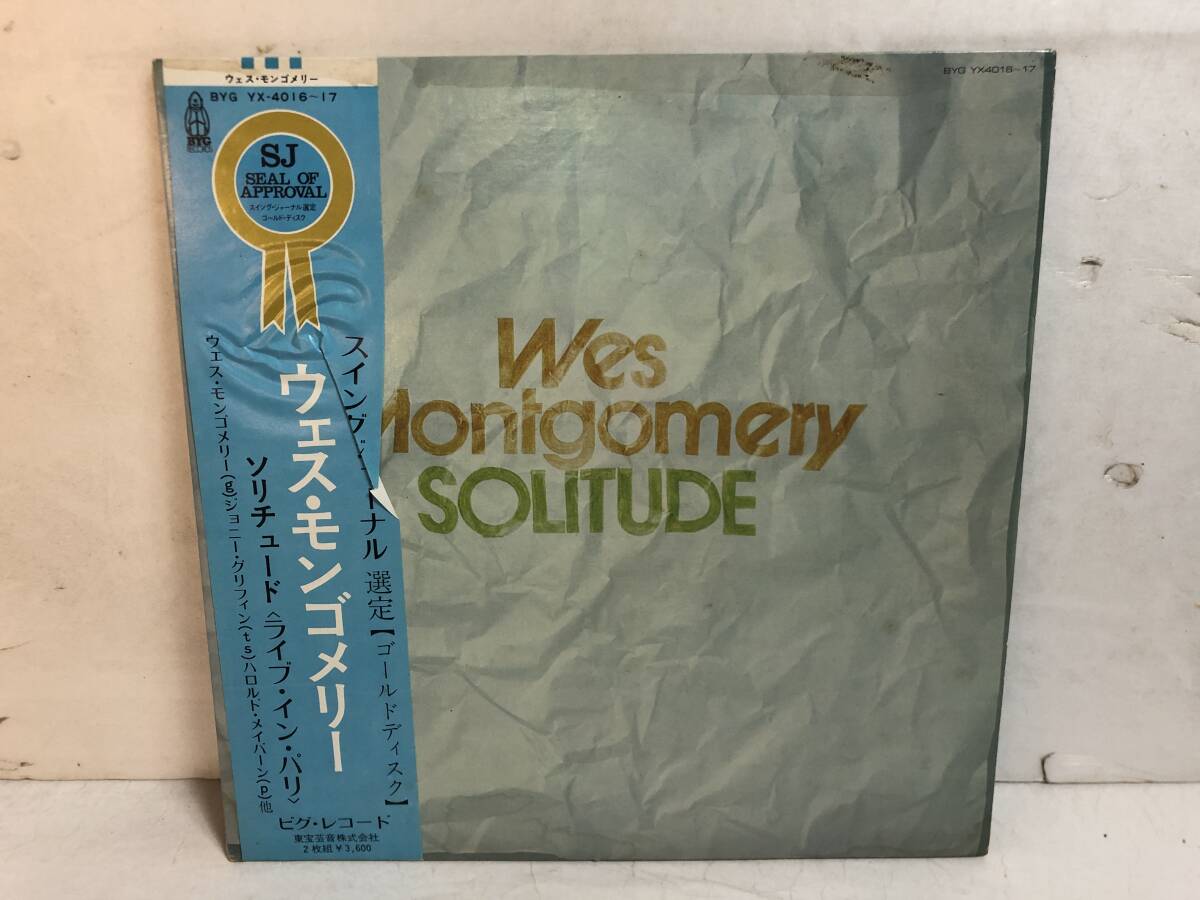 ウェス・モンゴメリー
BYG YX-4016~17
BYG
SJ
SEAL OF
APPROVAL
スイング・ジャーナル選定
ゴールド・ディスク
スイング
ナル 選定【ゴールドディスク】
ウェス・モンゴメリー
ソリチュード〈ライブ・イン・パリ〉
ウェス・モンゴメリー(g)ジョニー・グリフィン(ts)ハロルド・メイバーン(p)他
ビグ・レコード
東宝芸音株式会社
2枚組¥3,600
BYG YX4016~17
Wes
Montgomery
SOLITUDE